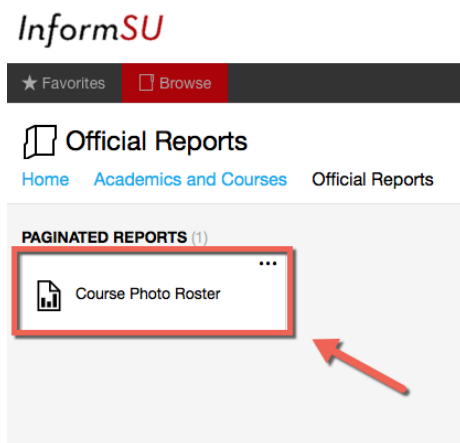 InformSU
Favorites Browse
Official Reports
Home Academics and Courses Official Reports
PAGINATED REPORTS (1)
...
Course Photo Roster